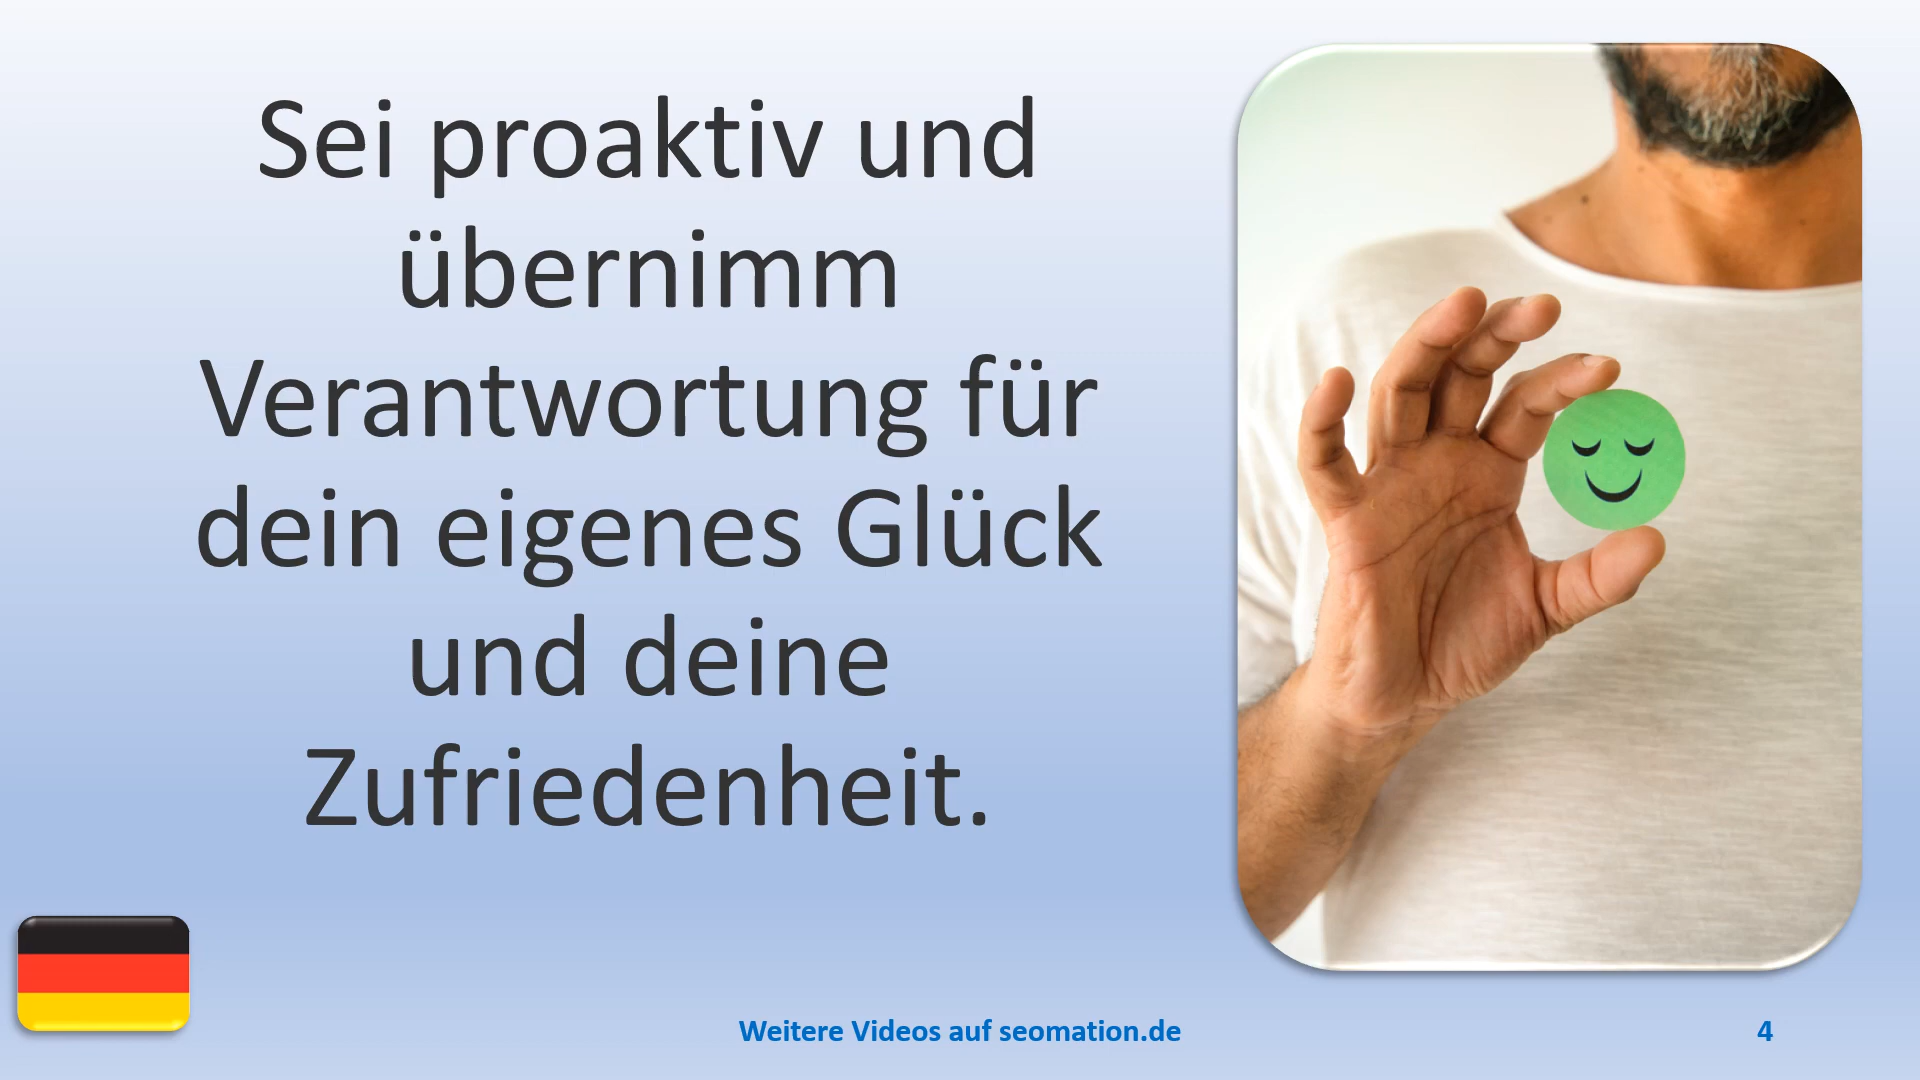 Sei proaktiv und
übernimm
Verantwortung für
dein eigenes Glück
und deine
Zufriedenheit.
Weitere Videos auf seomation.de
4